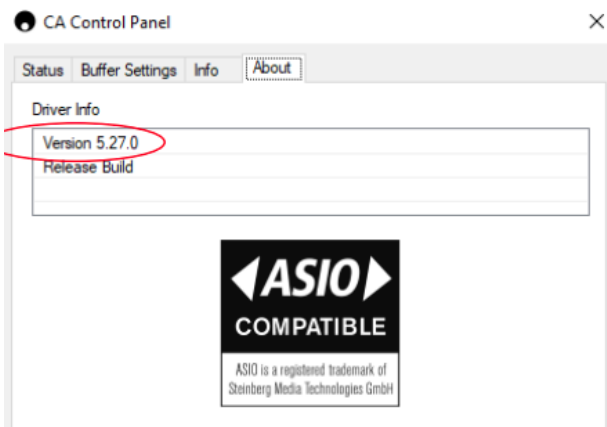 CA Control Panel
Status Buffer Settings Info About
Driver Info
Version 5.27.0
Release Build
ASIO
COMPATIBLE
ASIO is a registered trademark of
Steinberg Media Technologies GmbH